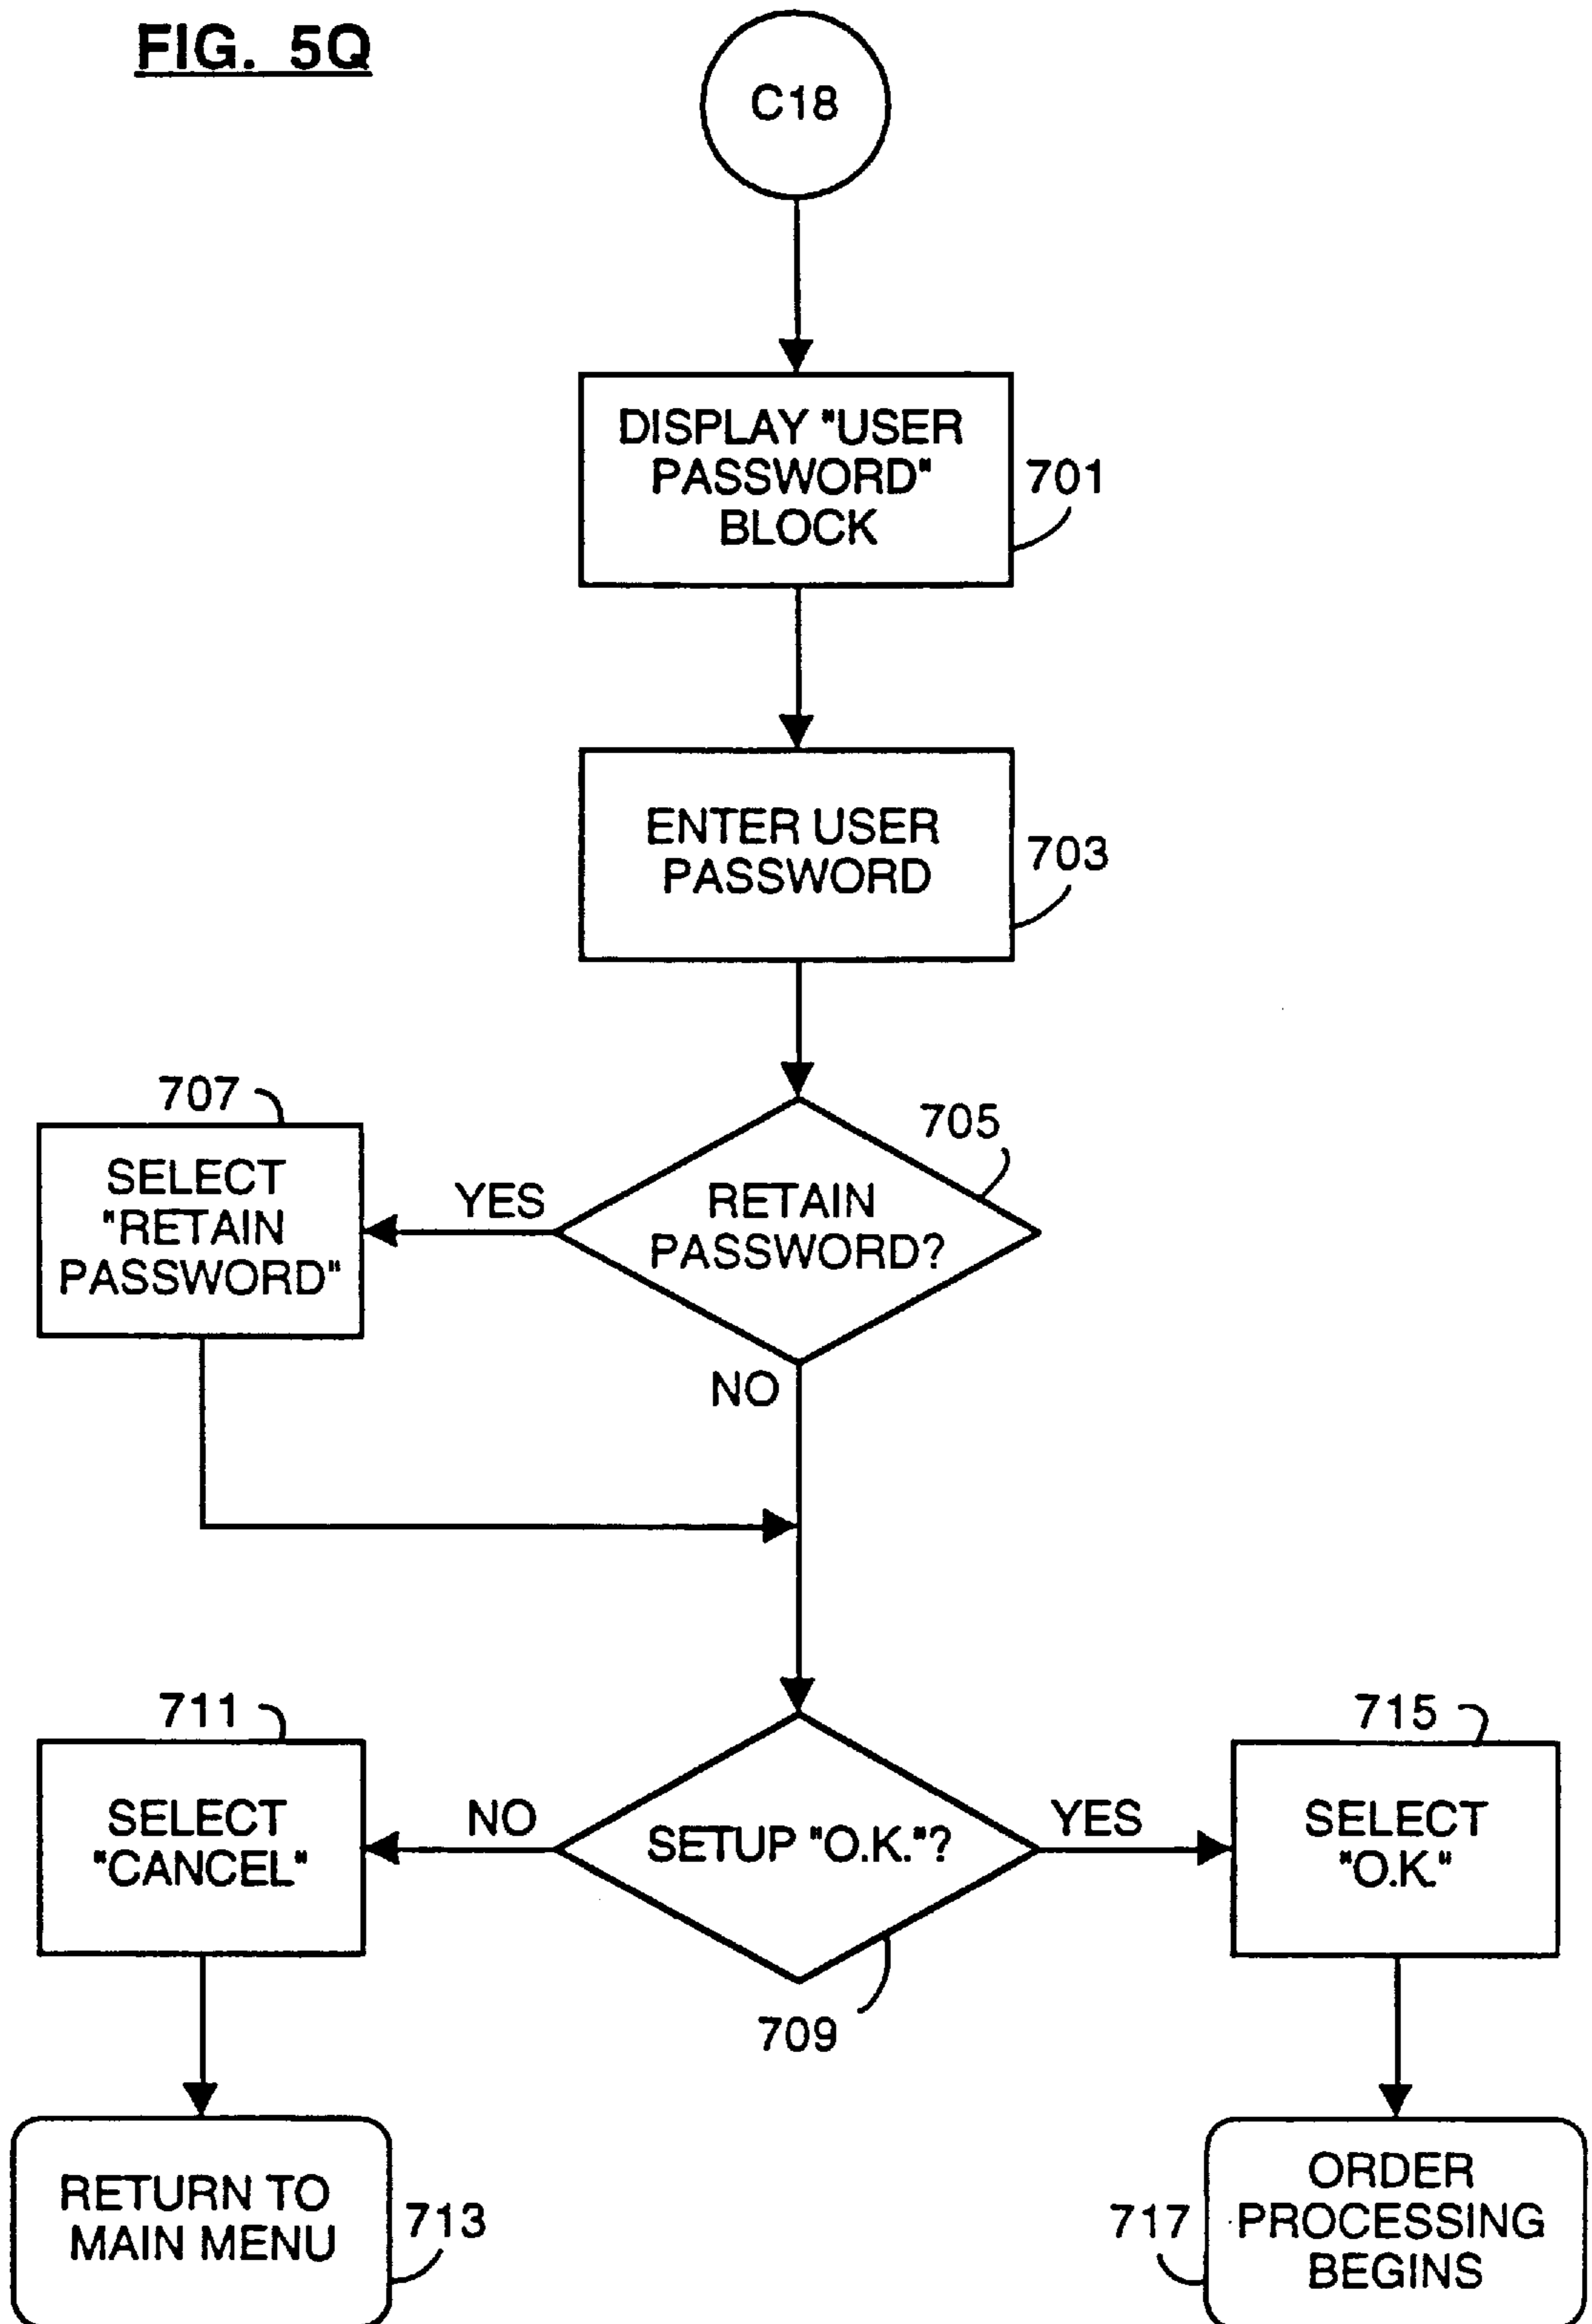 FIG. 5Q
C18
DISPLAY "USER
PASSWORD"
BLOCK
701
ENTER USER
PASSWORD
703
707
705
SELECT
"RETAIN
PASSWORD"
YES
RETAIN
PASSWORD?
NO
711
715
SELECT
"CANCEL"
NO
SETUP "O.K."?
YES
SELECT
"O.K."
709
RETURN TO
MAIN MENU
713
717
ORDER
PROCESSING
BEGINS